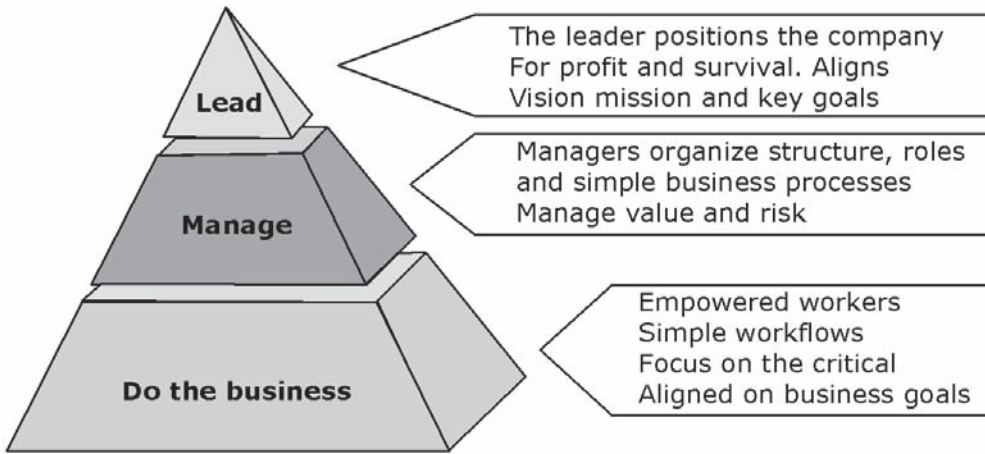 Lead
The leader positions the company
For profit and survival. Aligns
Vision mission and key goals
Manage
Managers organize structure, roles
and simple business processes
Manage value and risk
Do the business
Empowered workers
Simple workflows
Focus on the critical
Aligned on business goals